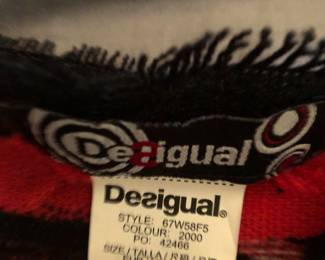 Desigual
Desigual®
STYLE: 67W58F5
COLOUR: 2000
PO: 42466
SIZE / TALLA /